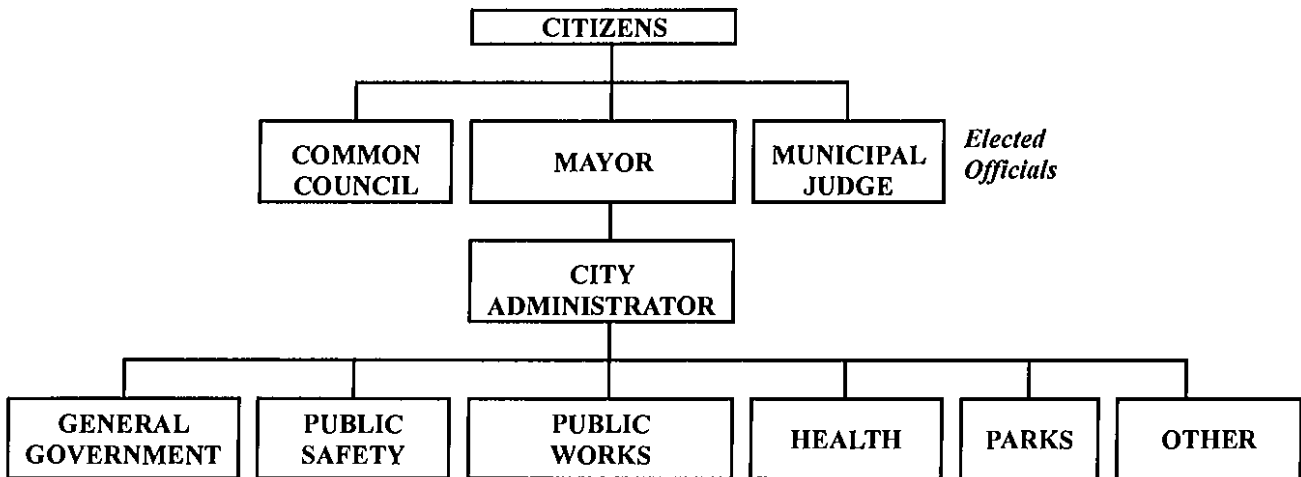 CITIZENS
COMMON
COUNCIL
MAYOR
MUNICIPAL
JUDGE
Elected
Officials
CITY
ADMINISTRATOR
GENERAL
GOVERNMENT
PUBLIC
SAFETY
PUBLIC
WORKS
HEALTH
PARKS
OTHER